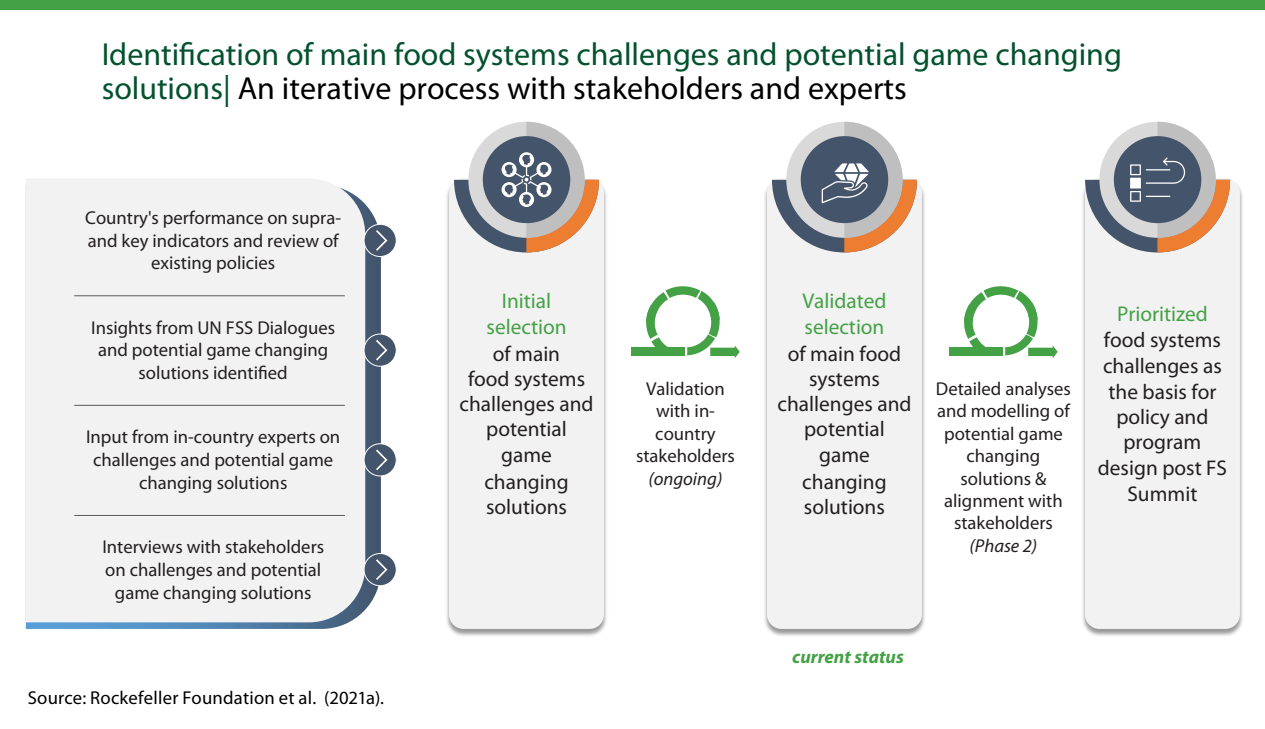 Identification of main food systems challenges and potential game changing
solutions| An iterative process with stakeholders and experts
Country's performance on supra-
and key indicators and review of
existing policies
Insights from UN FSS Dialogues
and potential game changing
solutions identified
Input from in-country experts on
challenges and potential game
changing solutions
Interviews with stakeholders
on challenges and potential
game changing solutions
Initial
selection
of main
food systems
challenges and
potential
game
changing
solutions
Validation
with in-
country
stakeholders
(ongoing)
Validated
selection
of main food
systems
challenges and
potential
game
changing
solutions
current status
Detailed analyses
and modelling of
potential game
changing
solutions &
alignment with
stakeholders
(Phase 2)
Prioritized
food systems
challenges as
the basis for
policy and
program
design post FS
Summit
Source: Rockefeller Foundation et al. (2021a).